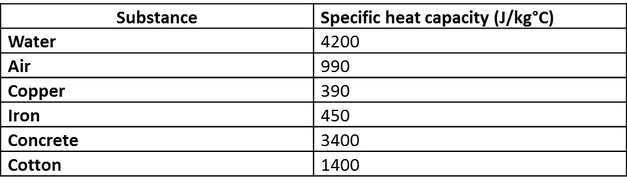 Substance Specific heat capacity (J/kg°C)
Water 4200
Air 990
Copper 390
Iron 450
Concrete 3400
Cotton 1400